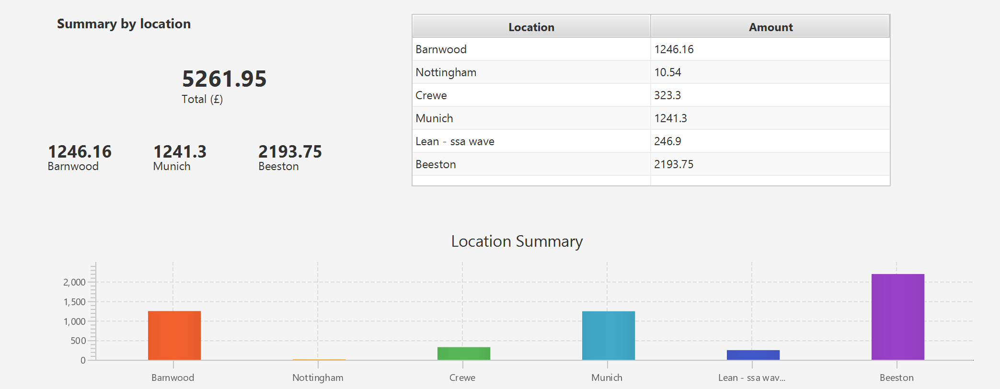 Summary by location
5261.95
Total (£)
1246.16 1241.3 2193.75
Barnwood Munich Beeston
Location Amount
Barnwood 1246.16
Nottingham 10.54
Crewe 323.3
Munich 1241.3
Lean - ssa wave 246.9
Beeston 2193.75
Location Summary
2,000
1,500
1,000
500
0
Barnwood Nottingham Crewe Munich Lean - ssa wav... Beeston